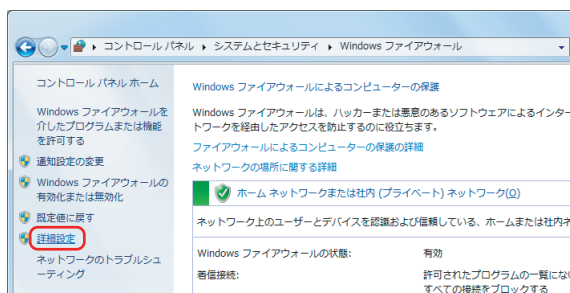 コントロール パネル ▸ システムとセキュリティ ▸ Windows ファイアウォール
コントロール パネル ホーム
Windows ファイアウォールを
介したプログラムまたは機能
を許可する
通知設定の変更
Windows ファイアウォールの
有効化または無効化
既定値に戻す
詳細設定
ネットワークのトラブルシュ
ーティング
Windows ファイアウォールによるコンピューターの保護
Windows ファイアウォールは、ハッカーまたは悪意のあるソフトウェアによるインター
トワークを経由したアクセスを防止するのに役立ちます。
ファイアウォールによるコンピューターの保護の詳細
ネットワークの場所に関する詳細
ホーム ネットワークまたは社内 (プライベート) ネットワーク(O)
ネットワーク上のユーザーとデバイスを認識および信頼している、ホームまたは社内ネ
Windows ファイアウォールの状態: 有効
着信接続: 許可されたプログラムの一覧にな
すべての接続をブロックする